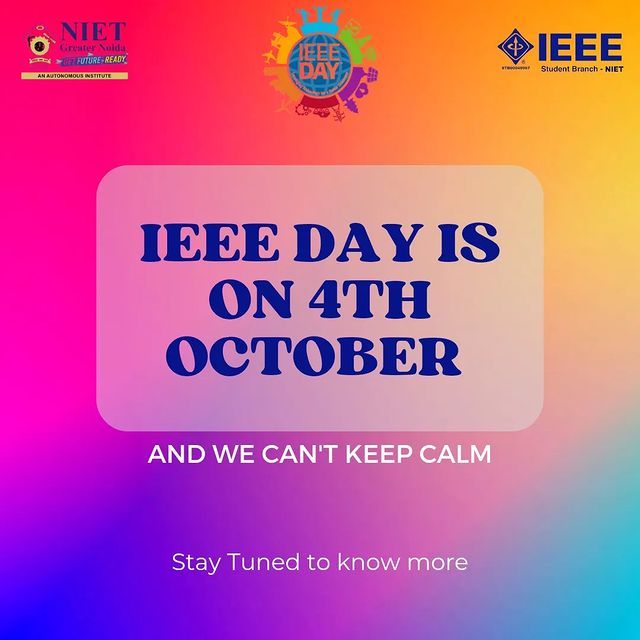 NIET
Greater Noida
GET FUTURE READY
AN AUTONOMOUS INSTITUTE
IEEE
DAY
IEEE
Student Branch - NIET
IEEE DAY IS
ON 4TH
OCTOBER
AND WE CAN'T KEEP CALM
Stay Tuned to know more